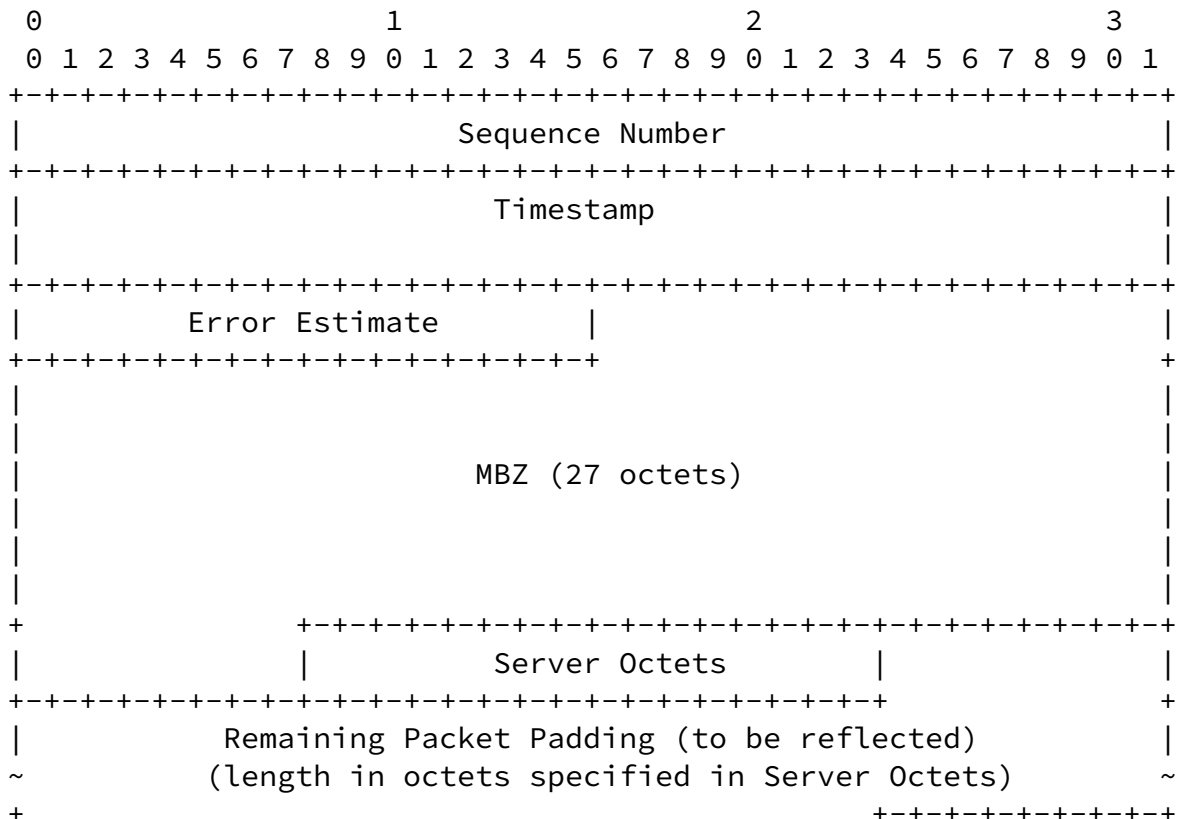 0                   1                   2                   3
 0 1 2 3 4 5 6 7 8 9 0 1 2 3 4 5 6 7 8 9 0 1 2 3 4 5 6 7 8 9 0 1
+-+-+-+-+-+-+-+-+-+-+-+-+-+-+-+-+-+-+-+-+-+-+-+-+-+-+-+-+-+-+-+-+
|                        Sequence Number                        |
+-+-+-+-+-+-+-+-+-+-+-+-+-+-+-+-+-+-+-+-+-+-+-+-+-+-+-+-+-+-+-+-+
|                          Timestamp                            |
|                                                               |
+-+-+-+-+-+-+-+-+-+-+-+-+-+-+-+-+-+-+-+-+-+-+-+-+-+-+-+-+-+-+-+-+
|         Error Estimate        |                               |
+-+-+-+-+-+-+-+-+-+-+-+-+-+-+-+-+                               +
|                                                               |
|                                                               |
|                         MBZ (27 octets)                       |
|                                                               |
|                                                               |
|                                                               |
+               +-+-+-+-+-+-+-+-+-+-+-+-+-+-+-+-+-+-+-+-+-+-+-+-+
|               |          Server Octets        |               |
+-+-+-+-+-+-+-+-+-+-+-+-+-+-+-+-+-+-+-+-+-+-+-+-+               +
|           Remaining Packet Padding (to be reflected)          |
~          (length in octets specified in Server Octets)        ~
+                                               +-+-+-+-+-+-+-+-+